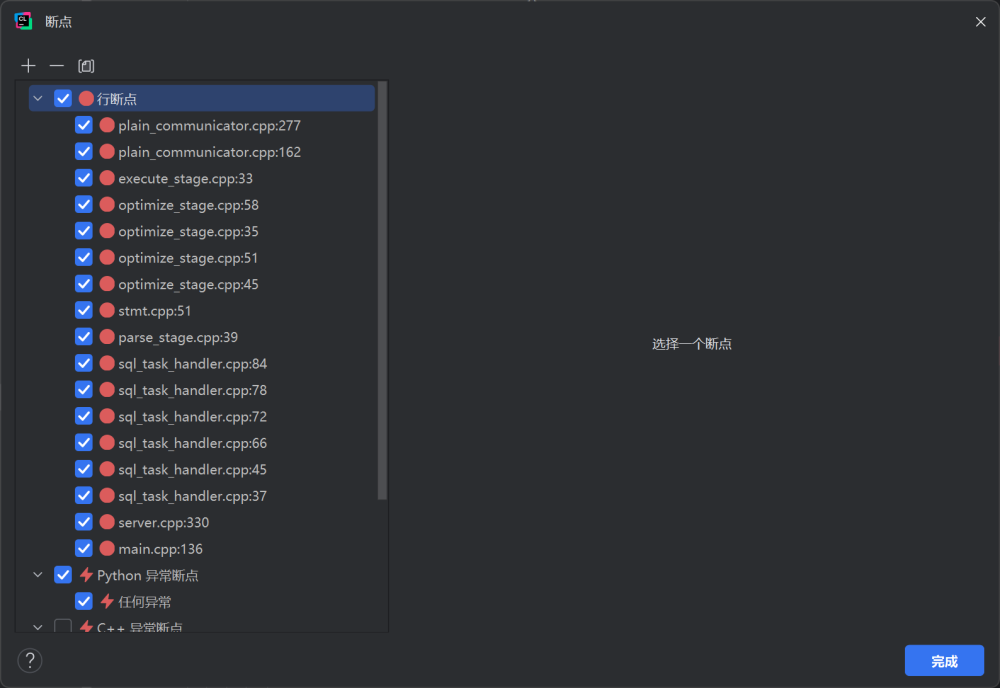 断点
行断点
plain_communicator.cpp:277
plain_communicator.cpp:162
execute_stage.cpp:33
optimize_stage.cpp:58
optimize_stage.cpp:35
optimize_stage.cpp:51
optimize_stage.cpp:45
stmt.cpp:51
parse_stage.cpp:39
sql_task_handler.cpp:84
sql_task_handler.cpp:78
sql_task_handler.cpp:72
sql_task_handler.cpp:66
sql_task_handler.cpp:45
sql_task_handler.cpp:37
server.cpp:330
main.cpp:136
Python 异常断点
任何异常
C++ 异常断点
选择一个断点
?
完成